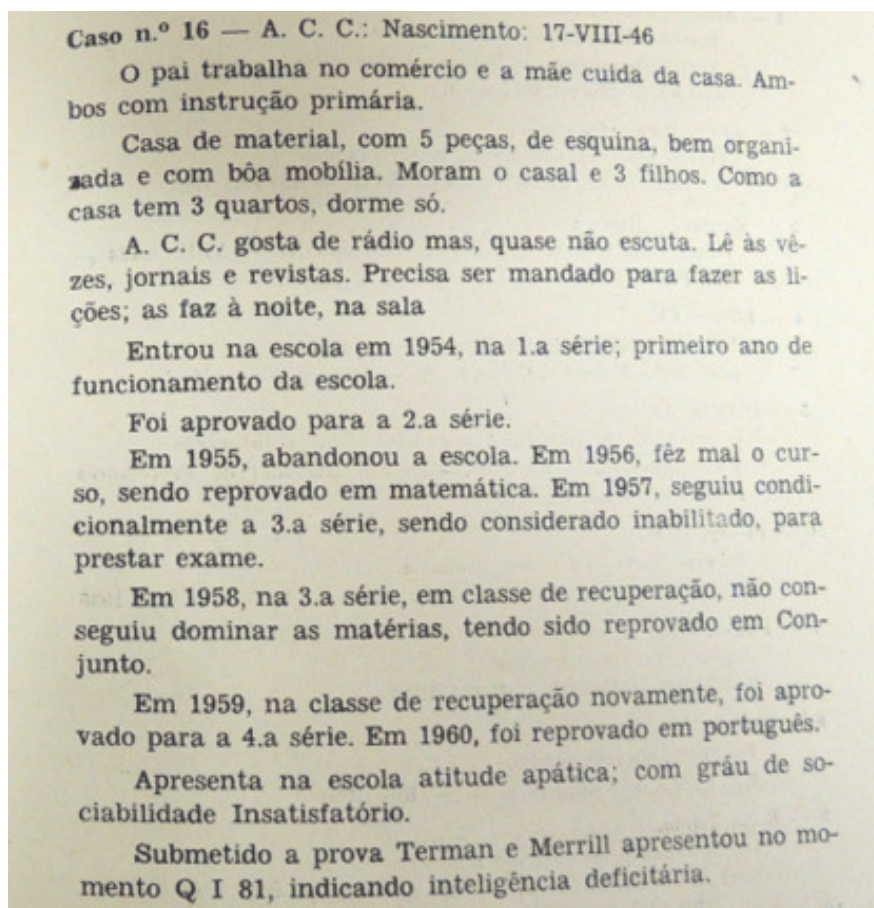 Caso n.º 16 — A. C. C.: Nascimento: 17-VIII-46
O pai trabalha no comércio e a mãe cuida da casa. Am-
bos com instrução primária.
Casa de material, com 5 peças, de esquina, bem organi-
zada e com bôa mobília. Moram o casal e 3 filhos. Como a
casa tem 3 quartos, dorme só.
A. C. C. gosta de rádio mas, quase não escuta. Lê às vê-
zes, jornais e revistas. Precisa ser mandado para fazer as li-
ções; as faz à noite, na sala
Entrou na escola em 1954, na 1.a série; primeiro ano de
funcionamento da escola.
Foi aprovado para a 2.a série.
Em 1955, abandonou a escola. Em 1956, fêz mal o cur-
so, sendo reprovado em matemática. Em 1957, seguiu condi-
cionalmente a 3.a série, sendo considerado inabilitado, para
prestar exame.
Em 1958, na 3.a série, em classe de recuperação, não con-
seguiu dominar as matérias, tendo sido reprovado em Con-
junto.
Em 1959, na classe de recuperação novamente, foi apro-
vado para a 4.a série. Em 1960, foi reprovado em português.
Apresenta na escola atitude apática; com gráu de so-
ciabilidade Insatisfatório.
Submetido a prova Terman e Merrill apresentou no mo-
mento Q I 81, indicando inteligência deficitária.